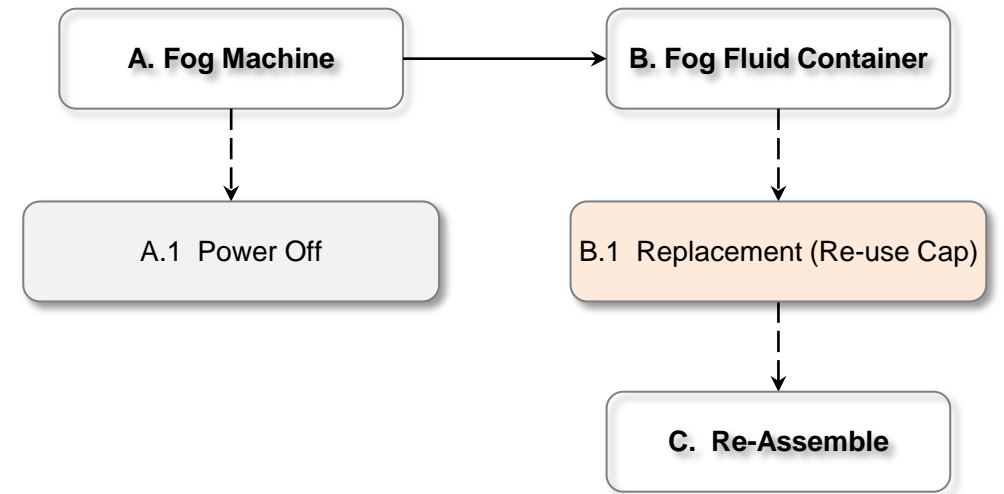 A. Fog Machine
B. Fog Fluid Container
A.1 Power Off
B.1 Replacement (Re-use Cap)
C. Re-Assemble